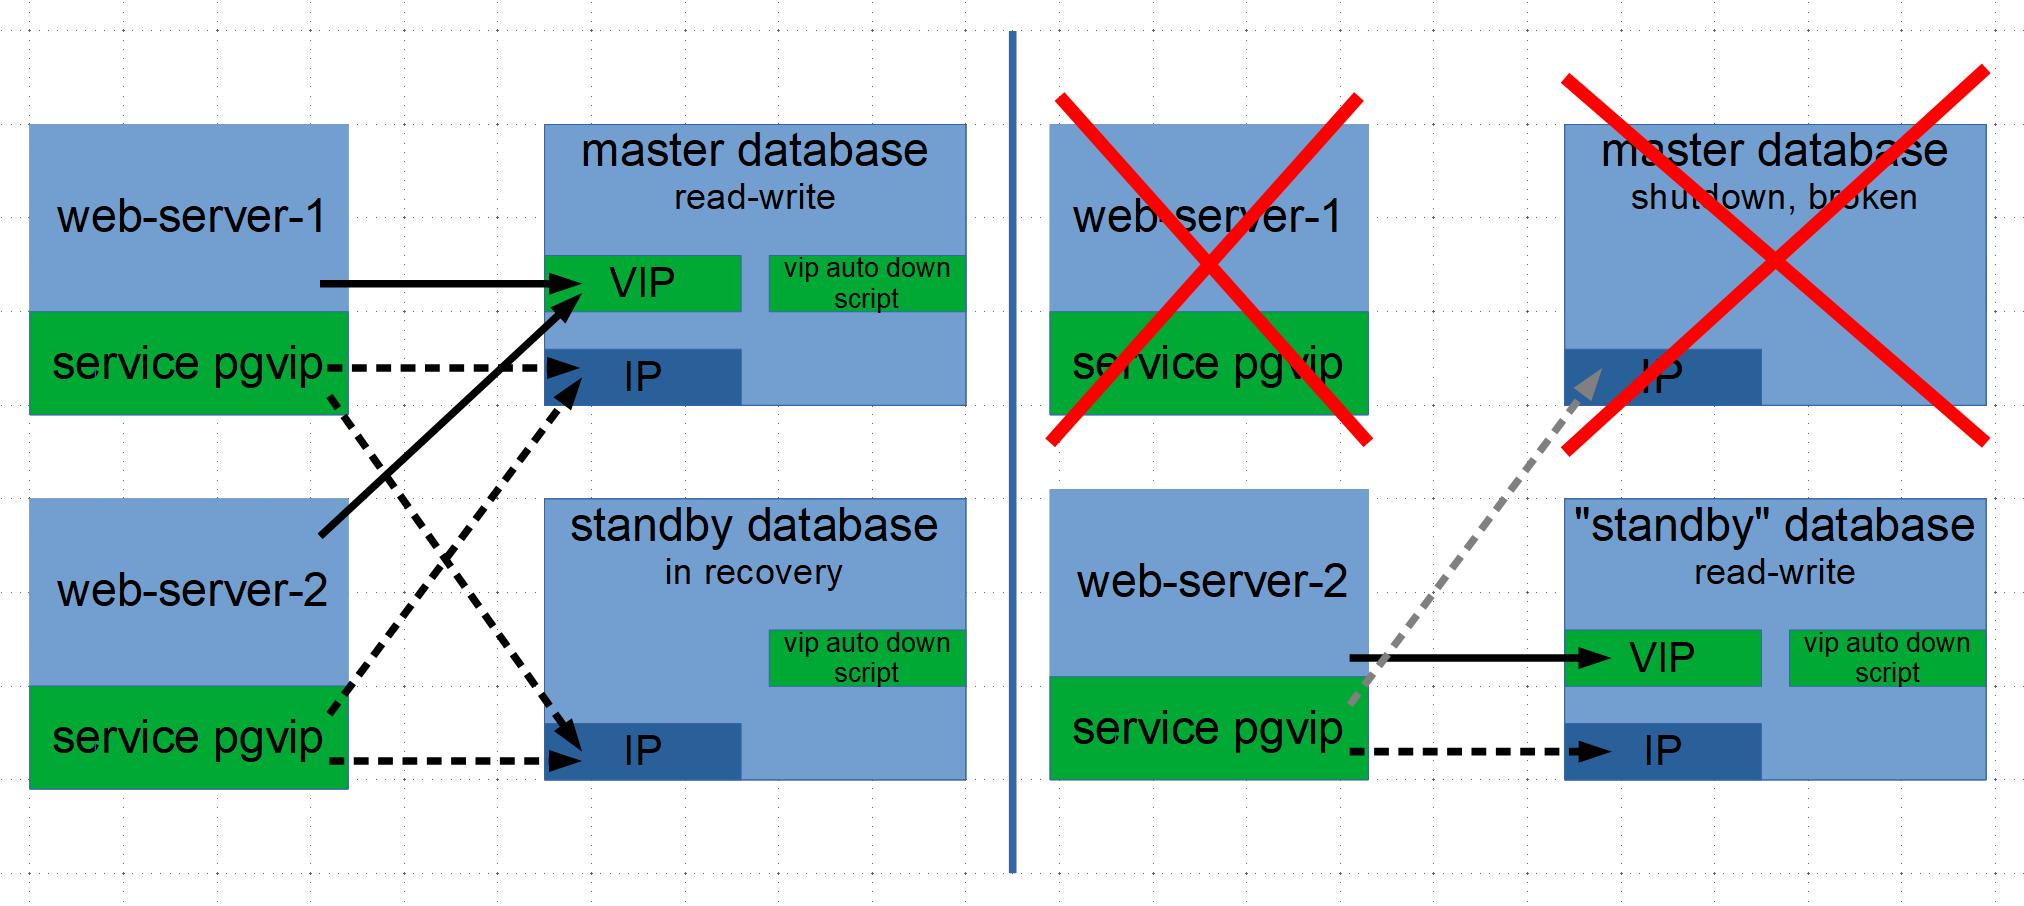 web-server-1
service pgvip
master database
read-write
VIP
vip auto down
script
IP
web-server-2
service pgvip
standby database
in recovery
vip auto down
script
IP
web-server-1
service pgvip
master database
shutdown, broken
IP
web-server-2
service pgvip
"standby" database
read-write
VIP
vip auto down
script
IP